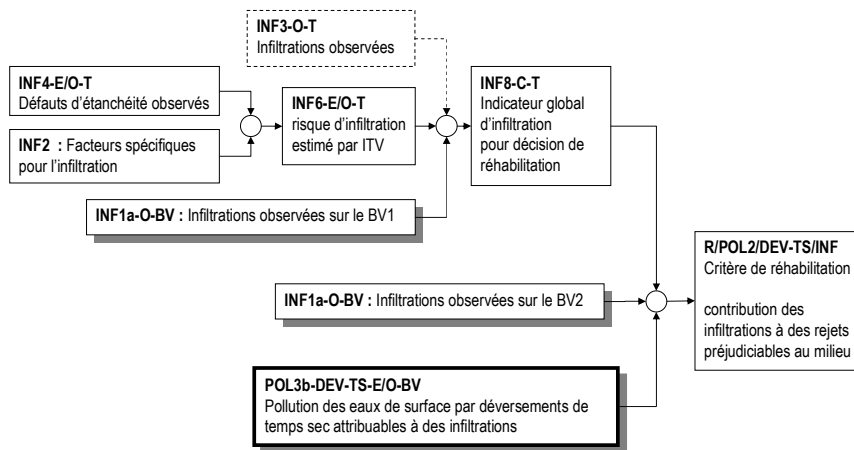 INF3-O-T
Infiltrations observées
INF4-E/O-T
Défauts d'étanchéité observés
INF2 : Facteurs spécifiques
pour l'infiltration
INF6-E/O-T
risque d'infiltration
estimé par ITV
INF8-C-T
Indicateur global
d'infiltration
pour décision de
réhabilitation
INF1a-O-BV : Infiltrations observées sur le BV1
INF1a-O-BV : Infiltrations observées sur le BV2
POL3b-DEV-TS-E/O-BV
Pollution des eaux de surface par déversements de
temps sec attribuables à des infiltrations
R/POL2/DEV-TS/INF
Critère de réhabilitation
contribution des
infiltrations à des rejets
préjudiciables au milieu